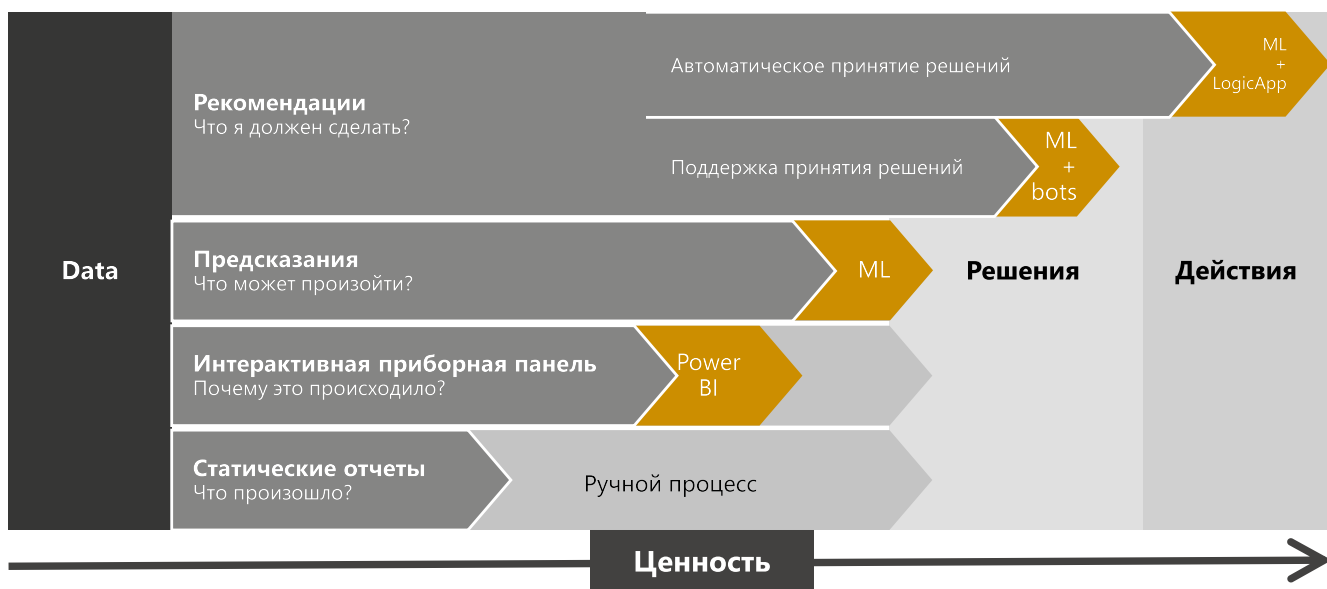 Data
Рекомендации
Что я должен сделать?
Автоматическое принятие решений
ML
+
LogicApp
Поддержка принятия решений
ML
+
bots
Предсказания
Что может произойти?
ML
Решения
Действия
Интерактивная приборная панель
Почему это происходило?
Power
BI
Статические отчеты
Что произошло?
Ручной процесс
Ценность